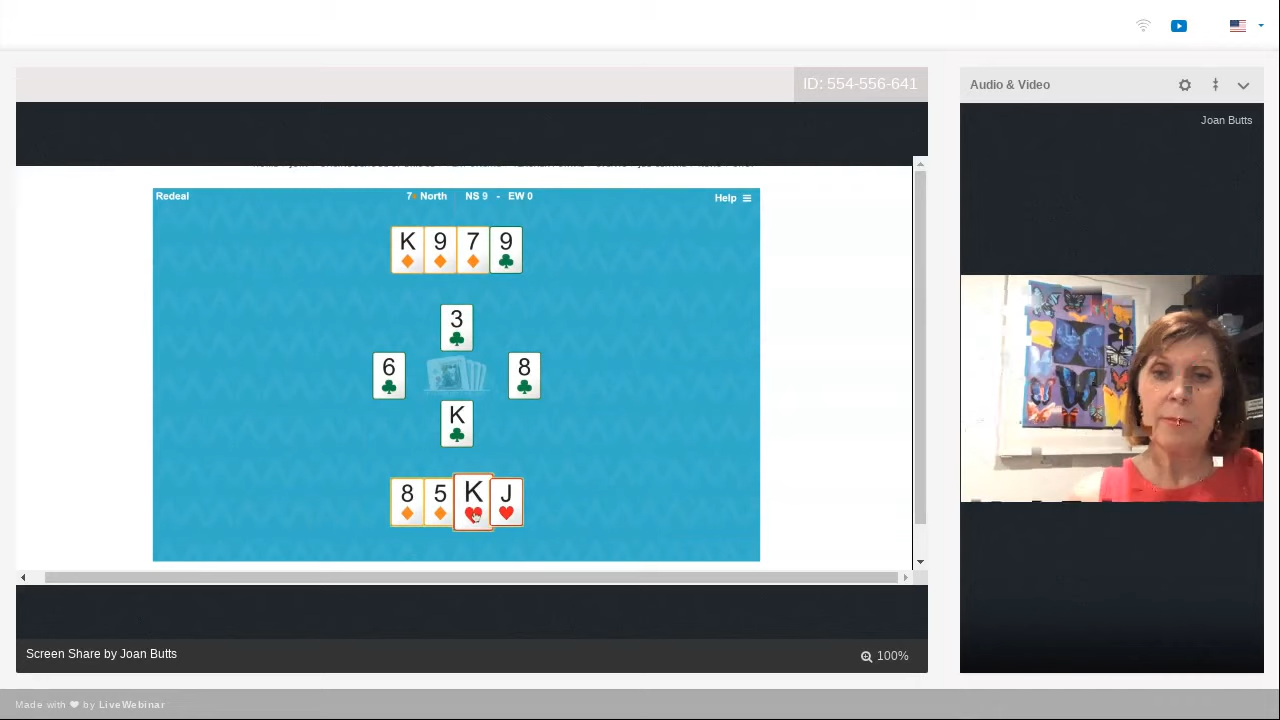 ID: 554-556-641
Audio & Video
Joan Butts
Redeal
7♦ North NS 9 - EW 0
Help
K 9 7 9
3
6 8
K
8 5 K J
Screen Share by Joan Butts
100%
Made with ❤ by LiveWebinar